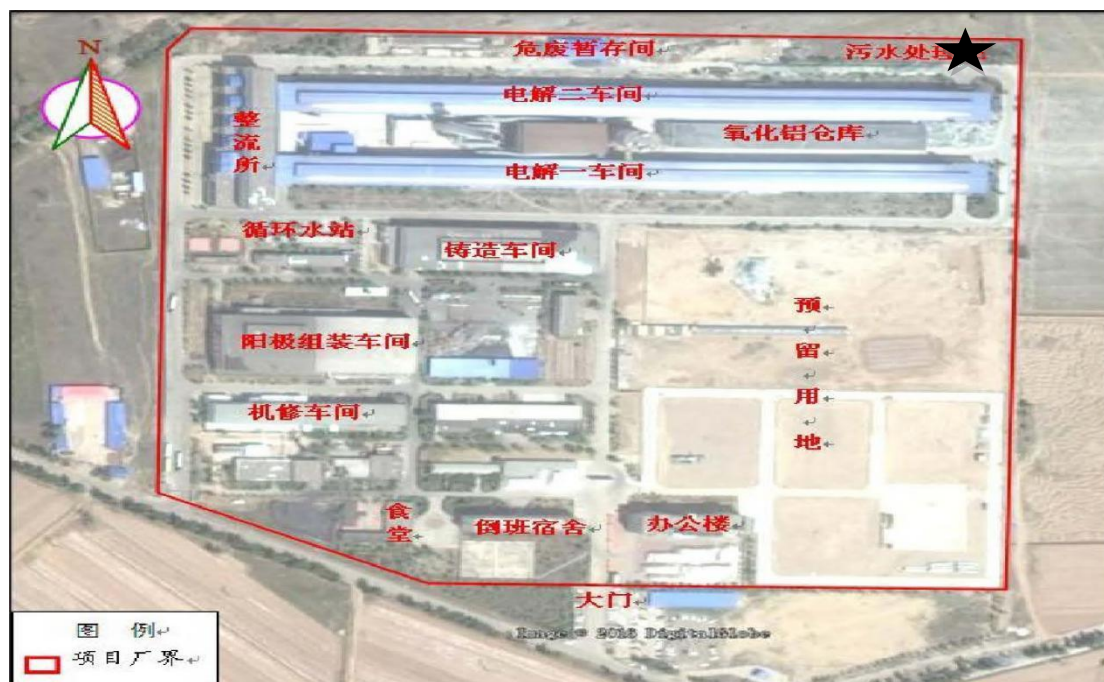 N
危废暂存间
污水处理
电解二车间
整流所
氧化铝仓库
电解一车间
循环水站
铸造车间
预留用地
阳极组装车间
机修车间
食堂
倒班宿舍
办公楼
大门
Image © 2016 DigitalGlobe
图 例
项目厂界